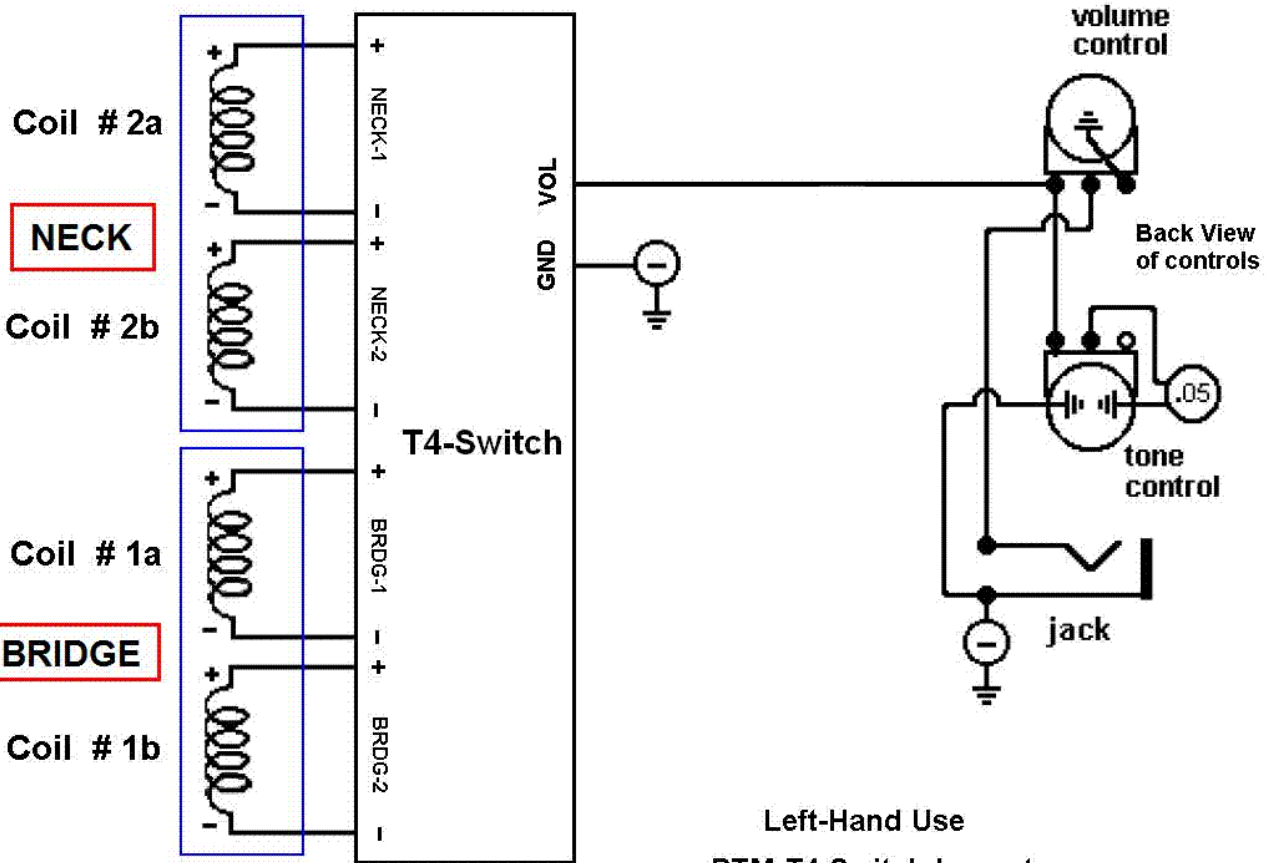 volume
control
+
+
Coil # 2a
NECK-1
-
-
NECK
+
+
Coil # 2b
NECK-2
-
-
VOL
GND
-
T4-Switch
Back View
of controls
.05
tone
control
+
+
Coil # 1a
BRDG-1
-
-
BRIDGE
+
+
Coil # 1b
BRDG-2
-
-
jack
-
Left-Hand Use